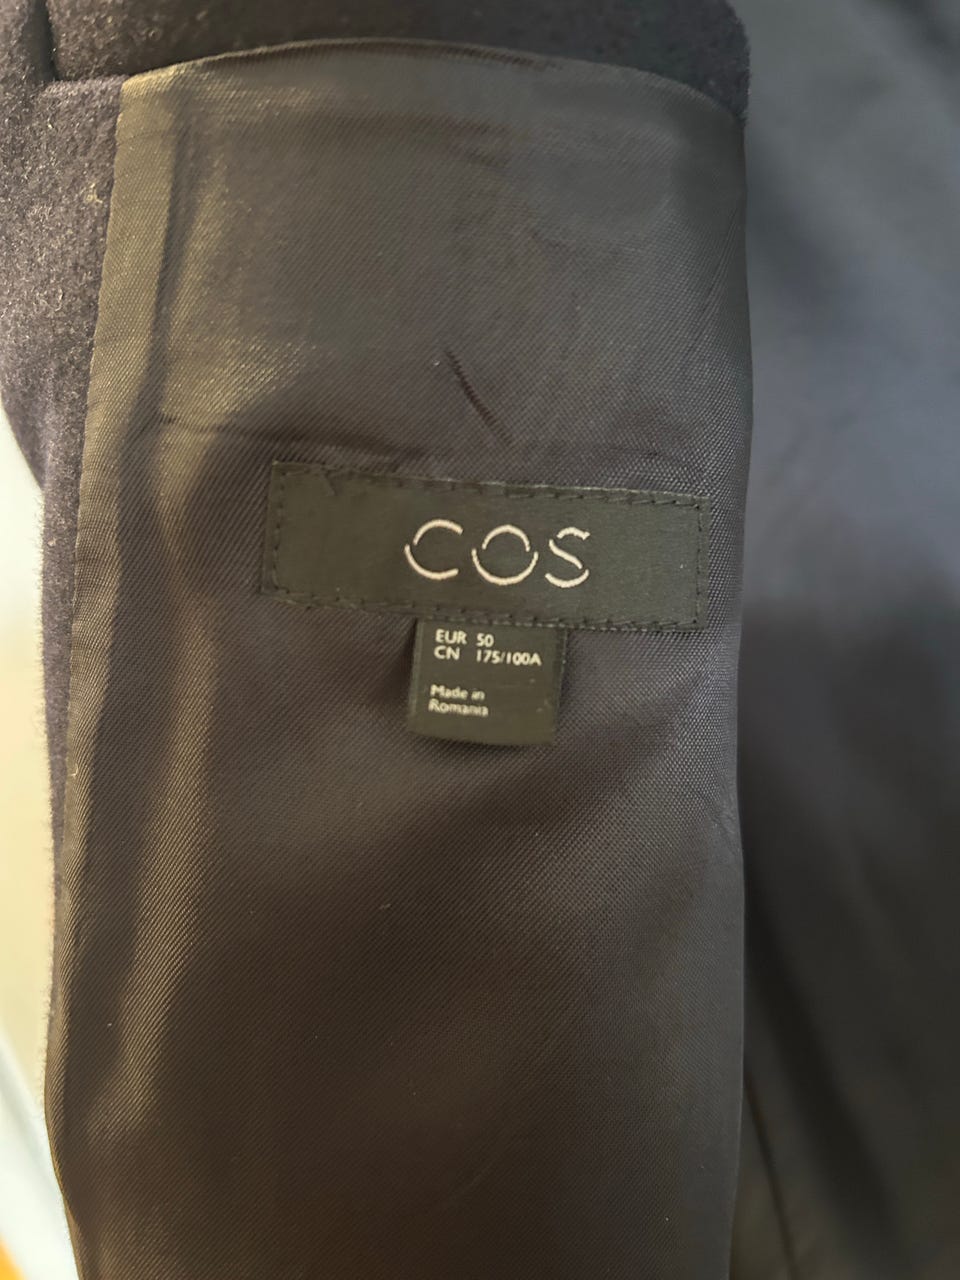 COS
EUR 50
CN 175/100A
Made in
Romania